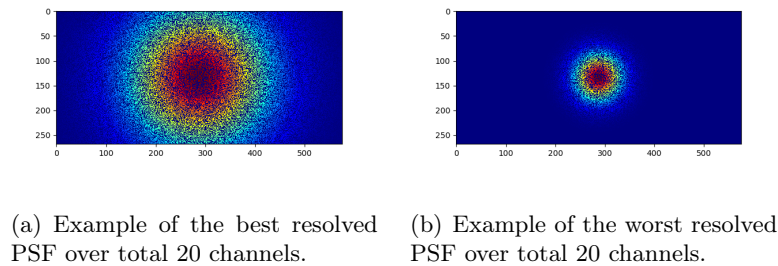 0
50
100
150
200
250
0 100 200 300 400 500
0
50
100
150
200
250
0 100 200 300 400 500
(a) Example of the best resolved
PSF over total 20 channels.
(b) Example of the worst resolved
PSF over total 20 channels.